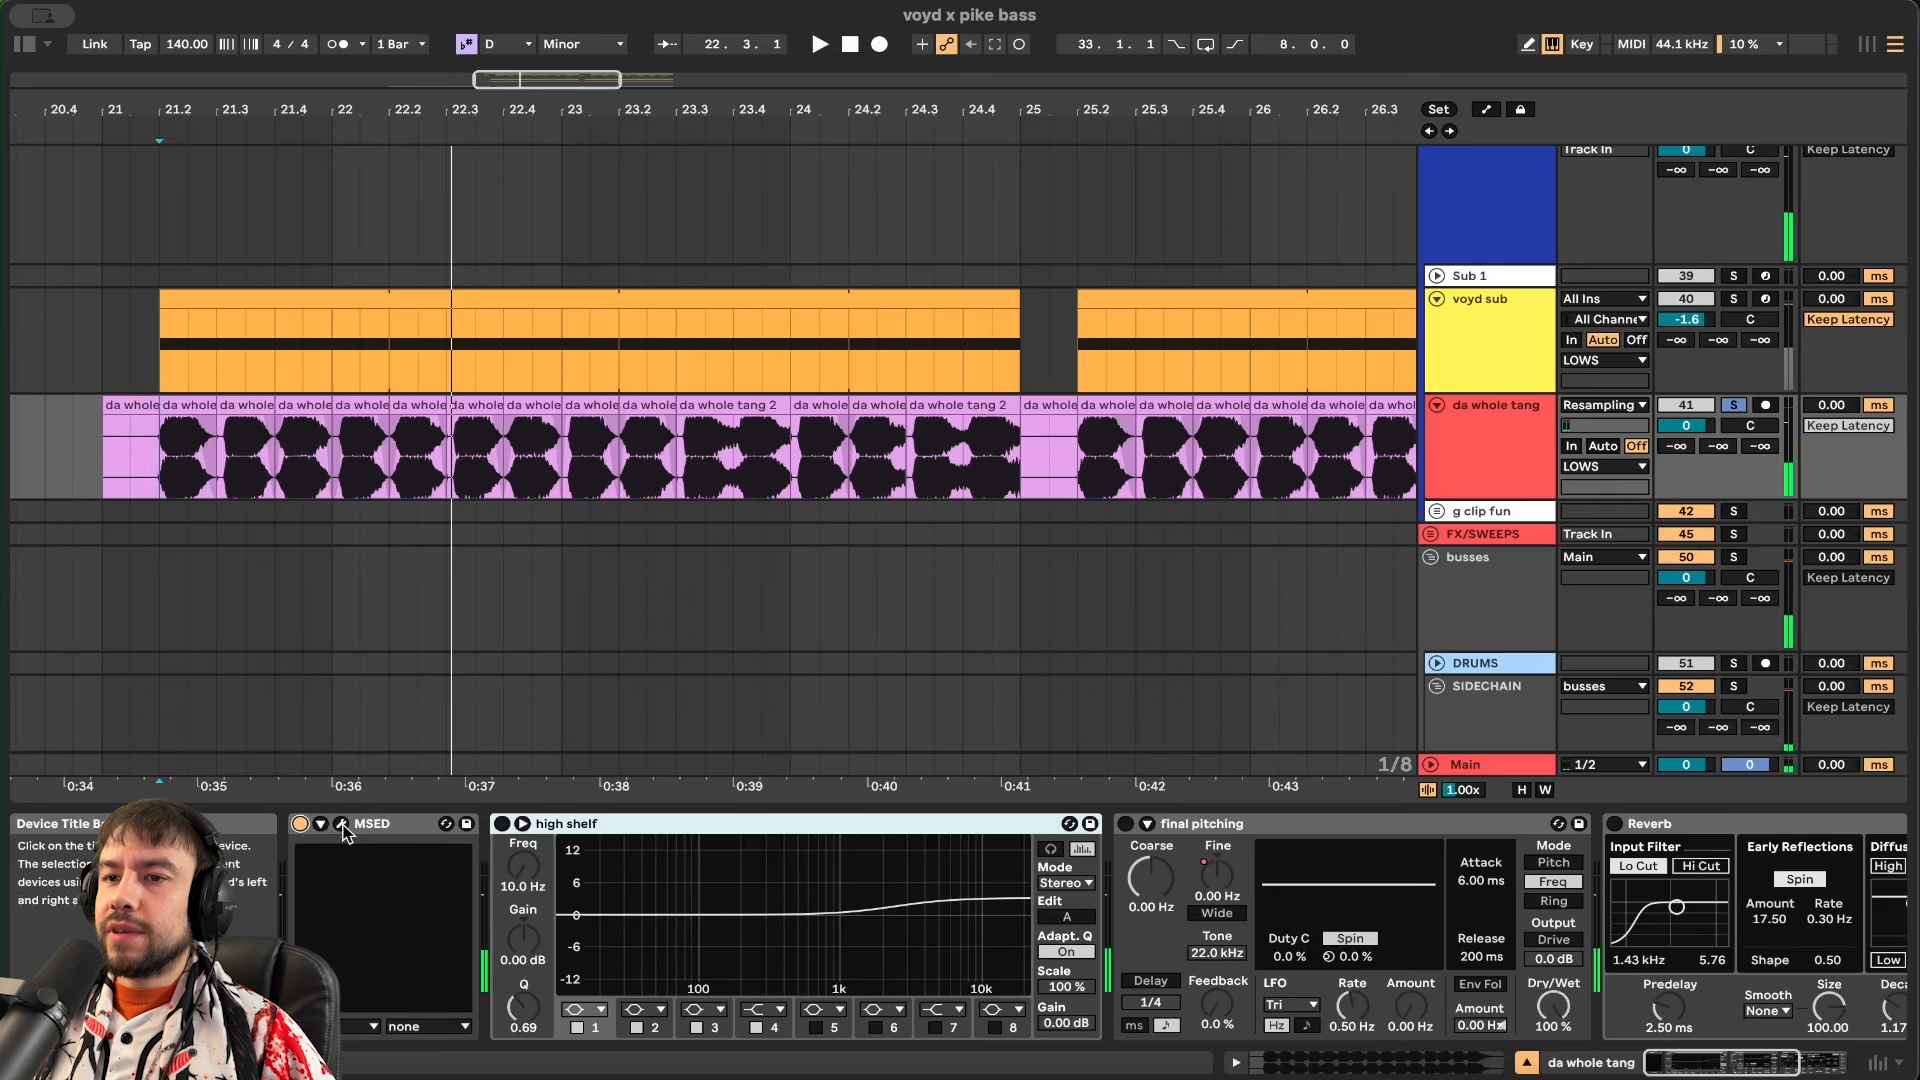 voyd x pike bass
Link Tap 140.00 4 / 4 1 Bar D Minor 22. 3. 1 33. 1. 1 8. 0. 0 Key MIDI 44.1 kHz 10 %
20.4 21 21.2 21.3 21.4 22 22.2 22.3 22.4 23 23.2 23.3 23.4 24 24.2 24.3 24.4 25 25.2 25.3 25.4 26 26.2 26.3 Set
Track In 0 C Keep Latency
-∞ -∞ -∞
Sub 1 39 S 0.00 ms
voyd sub All Ins 40 S 0.00 ms
All Channe -1.6 C Keep Latency
In Auto Off -∞ -∞ -∞
LOWS
da whole da whole da whole da whole da whole da whole da whole da whole da whole da whole da whole tang 2 da whole da whole da whole tang 2 da whole da whole da whole da whole da whole da whole da whol
da whole tang Resampling 41 S 0.00 ms
0 C Keep Latency
In Auto Off -∞ -∞ -∞
LOWS
g clip fun 42 S 0.00 ms
FX/SWEEPS Track In 45 S 0.00 ms
busses Main 50 S 0.00 ms
0 C Keep Latency
-∞ -∞ -∞
DRUMS 51 S 0.00 ms
SIDECHAIN busses 52 S 0.00 ms
0 C Keep Latency
-∞ -∞ -∞
1/8 Main 1/2 0 0 0.00 ms
0:34 0:35 0:36 0:37 0:38 0:39 0:40 0:41 0:42 0:43 1.00x H W
Device Title Ba
Click on the ti
The selection
devices usi
and right a
evice.
ent
d's left
MSED
none
high shelf
Freq
10.0 Hz
Gain
0.00 dB
Q
0.69
12
6
0
-6
-12
100 1k 10k
1 2 3 4 5 6 7 8
Mode
Stereo
Edit
A
Adapt. Q
On
Scale
100 %
Gain
0.00 dB
final pitching
Coarse
0.00 Hz
Fine
0.00 Hz
Wide
Tone
22.0 kHz
Duty C Spin
0.0 % 0.0 %
Attack
6.00 ms
Release
200 ms
Mode
Pitch
Freq
Ring
Output
Drive
0.0 dB
Delay
1/4
ms
Feedback
0.0 %
LFO Rate Amount
Tri
Hz 0.50 Hz 0.00 Hz
Env Fol
Amount
0.00 Hz
Dry/Wet
100 %
Reverb
Input Filter
Lo Cut Hi Cut
1.43 kHz 5.76
Early Reflections
Spin
Amount Rate
17.50 0.30 Hz
Shape 0.50
Diffus
High
Low
Predelay
2.50 ms
Smooth
None
Size
100.00
Deca
1.17
da whole tang